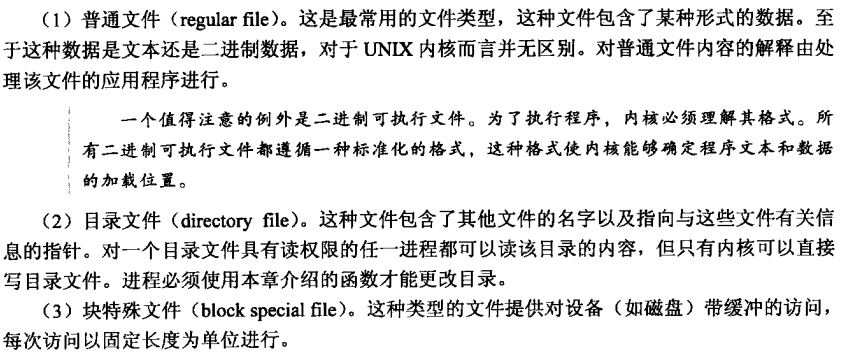 （1）普通文件（regular file）。这是最常用的文件类型，这种文件包含了某种形式的数据。至
于这种数据是文本还是二进制数据，对于 UNIX 内核而言并无区别。对普通文件内容的解释由处
理该文件的应用程序进行。
一个值得注意的例外是二进制可执行文件。为了执行程序，内核必须理解其格式。所
有二进制可执行文件都遵循一种标准化的格式，这种格式使内核能够确定程序文本和数据
的加载位置。
（2）目录文件（directory file）。这种文件包含了其他文件的名字以及指向与这些文件有关信
息的指针。对一个目录文件具有读权限的任一进程都可以读该目录的内容，但只有内核可以直接
写目录文件。进程必须使用本章介绍的函数才能更改目录。
（3）块特殊文件（block special file）。这种类型的文件提供对设备（如磁盘）带缓冲的访问，
每次访问以固定长度为单位进行。